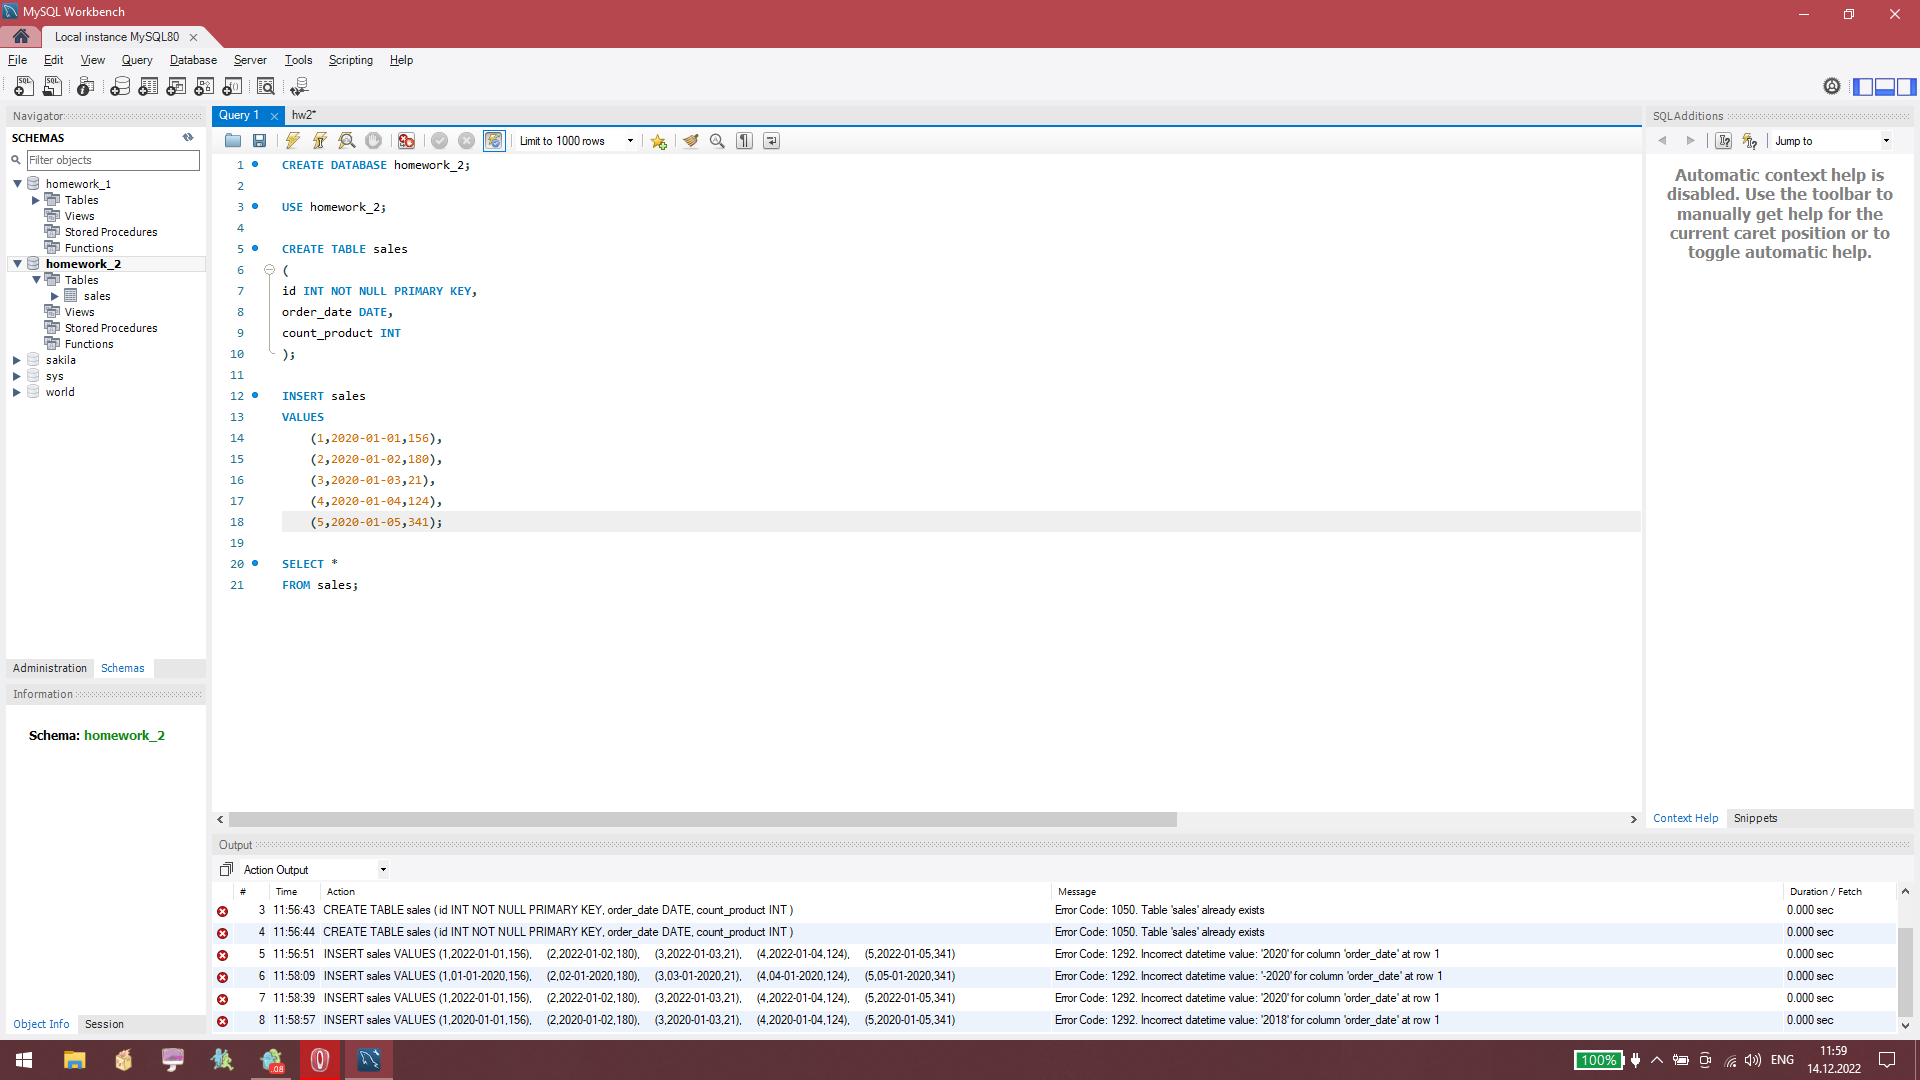 MySQL Workbench
Local instance MySQL80
File Edit View Query Database Server Tools Scripting Help
Navigator
SCHEMAS
Filter objects
homework_1
Tables
Views
Stored Procedures
Functions
homework_2
Tables
sales
Views
Stored Procedures
Functions
sakila
sys
world
Administration Schemas
Information
Schema: homework_2
Object Info Session
Query 1 hw2*
Limit to 1000 rows
1 CREATE DATABASE homework_2;
2
3 USE homework_2;
4
5 CREATE TABLE sales
6 (
7 id INT NOT NULL PRIMARY KEY,
8 order_date DATE,
9 count_product INT
10 );
11
12 INSERT sales
13 VALUES
14 (1,2020-01-01,156),
15 (2,2020-01-02,180),
16 (3,2020-01-03,21),
17 (4,2020-01-04,124),
18 (5,2020-01-05,341);
19
20 SELECT *
21 FROM sales;
SQLAdditions
Jump to
Automatic context help is
disabled. Use the toolbar to
manually get help for the
current caret position or to
toggle automatic help.
Context Help Snippets
Output
Action Output
# Time Action Message Duration / Fetch
3 11:56:43 CREATE TABLE sales ( id INT NOT NULL PRIMARY KEY, order_date DATE, count_product INT ) Error Code: 1050. Table 'sales' already exists 0.000 sec
4 11:56:44 CREATE TABLE sales ( id INT NOT NULL PRIMARY KEY, order_date DATE, count_product INT ) Error Code: 1050. Table 'sales' already exists 0.000 sec
5 11:56:51 INSERT sales VALUES (1,2022-01-01,156), (2,2022-01-02,180), (3,2022-01-03,21), (4,2022-01-04,124), (5,2022-01-05,341) Error Code: 1292. Incorrect datetime value: '2020' for column 'order_date' at row 1 0.000 sec
6 11:58:09 INSERT sales VALUES (1,01-01-2020,156), (2,02-01-2020,180), (3,03-01-2020,21), (4,04-01-2020,124), (5,05-01-2020,341) Error Code: 1292. Incorrect datetime value: '-2020' for column 'order_date' at row 1 0.000 sec
7 11:58:39 INSERT sales VALUES (1,2022-01-01,156), (2,2022-01-02,180), (3,2022-01-03,21), (4,2022-01-04,124), (5,2022-01-05,341) Error Code: 1292. Incorrect datetime value: '2020' for column 'order_date' at row 1 0.000 sec
8 11:58:57 INSERT sales VALUES (1,2020-01-01,156), (2,2020-01-02,180), (3,2020-01-03,21), (4,2020-01-04,124), (5,2020-01-05,341) Error Code: 1292. Incorrect datetime value: '2018' for column 'order_date' at row 1 0.000 sec
.08
100%
ENG
11:59
14.12.2022